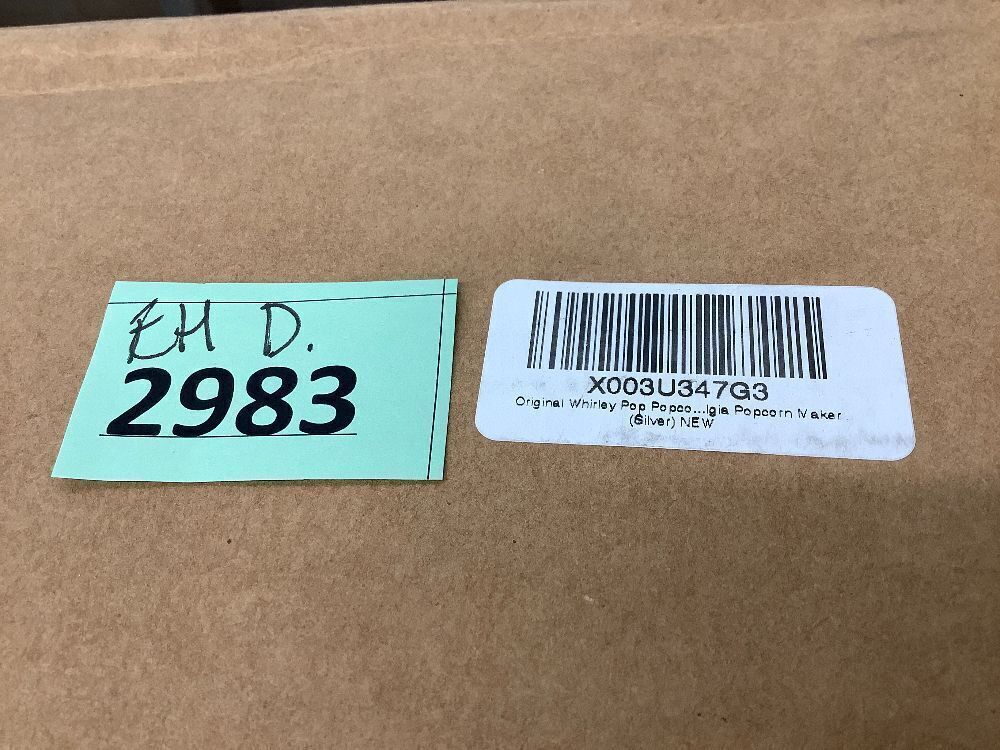 EH D.
2983
X003U347G3
Original Whirley Pop Popco...lgia Popcorn Maker
(Silver) NEW